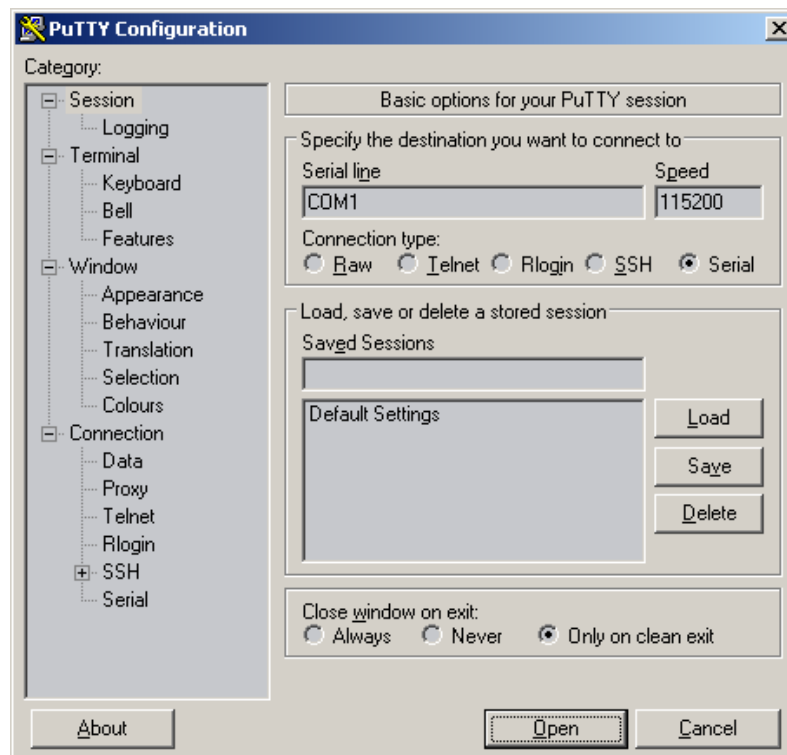 PuTTY Configuration
Category:
Session
Logging
Terminal
Keyboard
Bell
Features
Window
Appearance
Behaviour
Translation
Selection
Colours
Connection
Data
Proxy
Telnet
Rlogin
SSH
Serial
Basic options for your PuTTY session
Specify the destination you want to connect to
Serial line Speed
COM1 115200
Connection type:
Raw Telnet Rlogin SSH Serial
Load, save or delete a stored session
Saved Sessions
Default Settings
Load
Save
Delete
Close window on exit:
Always Never Only on clean exit
About Open Cancel